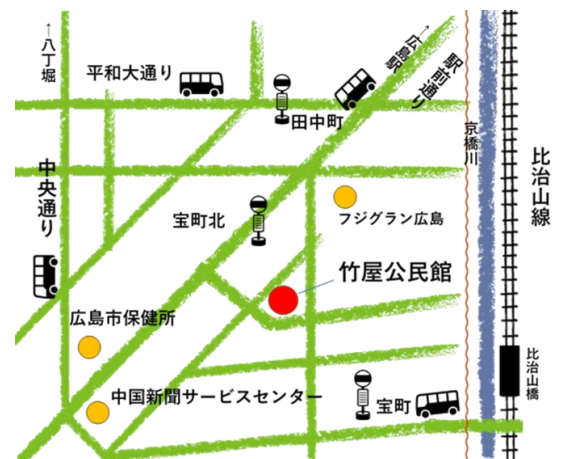 ←八丁堀
平和大通り
→広島駅
駅前通り
田中町
京橋川
中央通り
比治山線
宝町北
フジグラン広島
竹屋公民館
広島市保健所
中国新聞サービスセンター
宝町
比治山橋